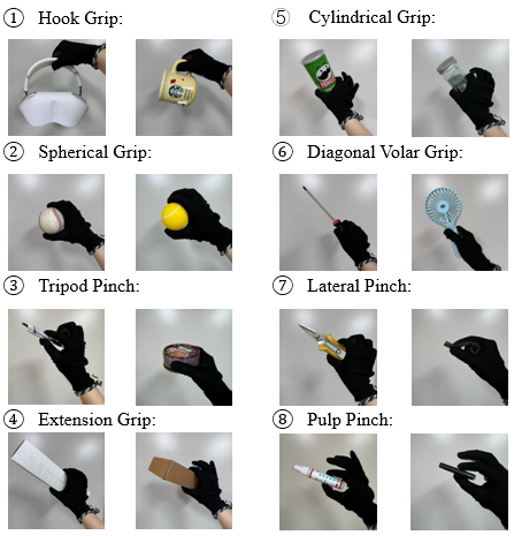 ① Hook Grip:
② Spherical Grip:
③ Tripod Pinch:
④ Extension Grip:
⑤ Cylindrical Grip:
⑥ Diagonal Volar Grip:
⑦ Lateral Pinch:
⑧ Pulp Pinch: